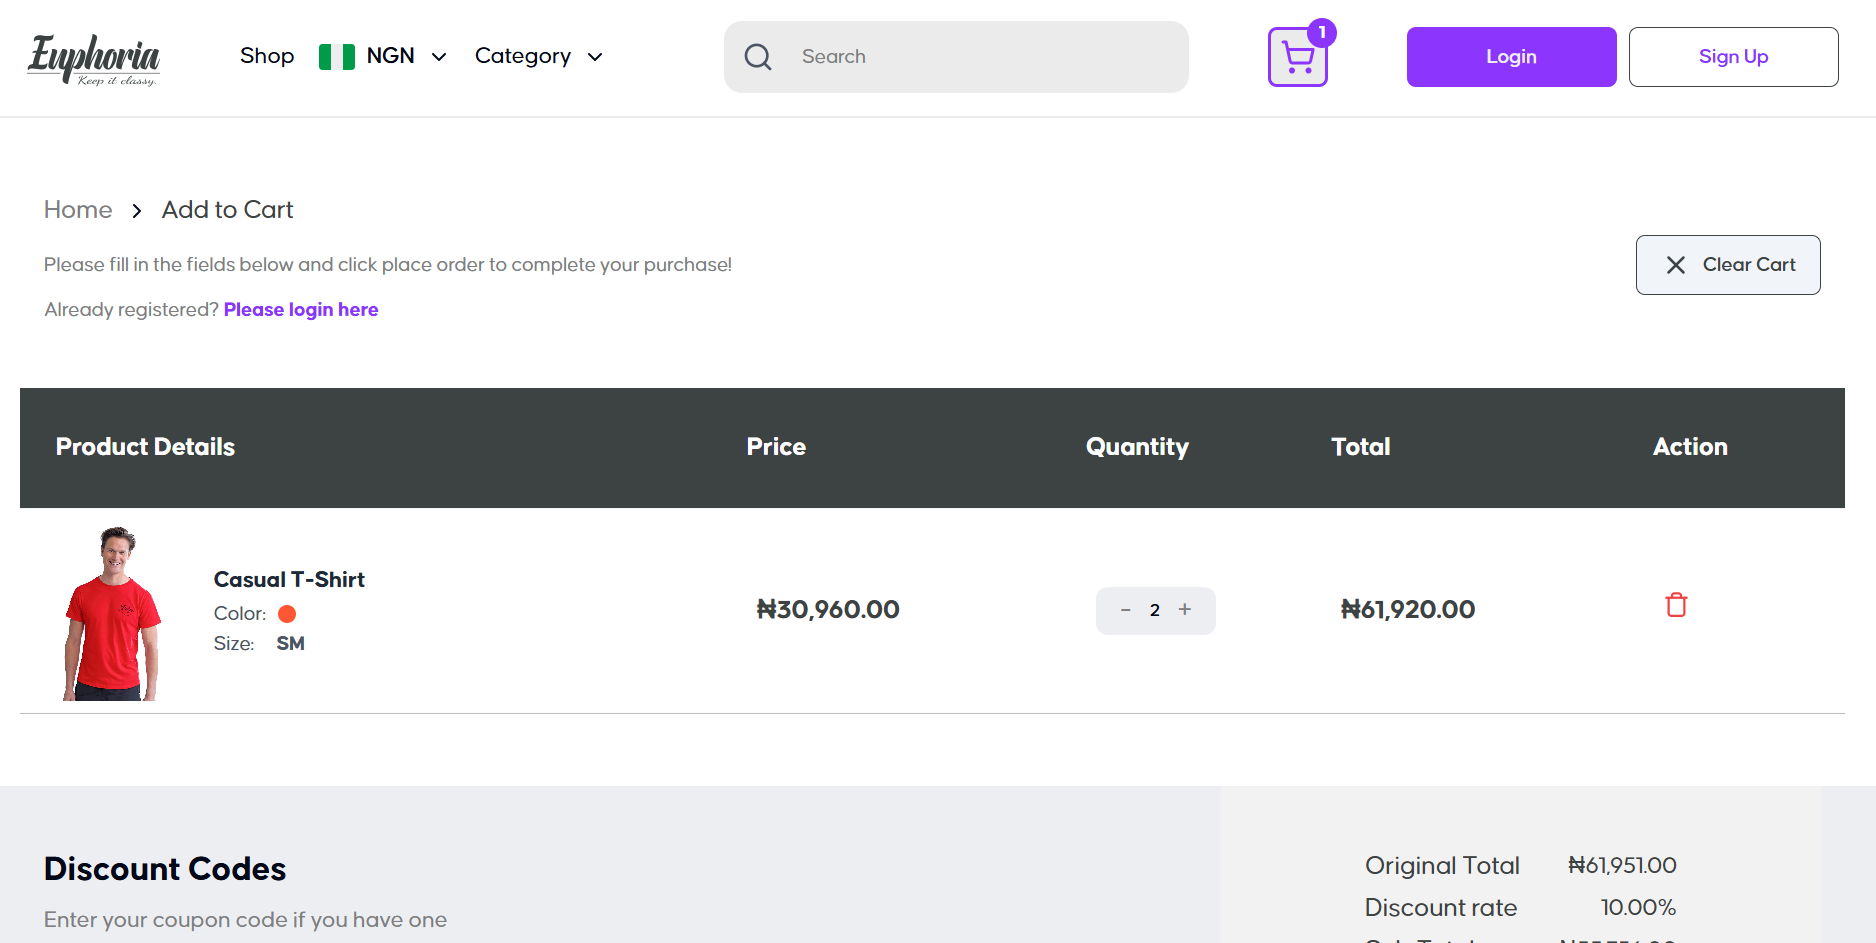 Euphoria
Keep it classy.
Shop NGN Category
Search
1
Login
Sign Up
Home > Add to Cart
Please fill in the fields below and click place order to complete your purchase!
Already registered? Please login here
Clear Cart
Product Details Price Quantity Total Action
Casual T-Shirt
Color:
Size: SM
₦30,960.00
- 2 +
₦61,920.00
Discount Codes
Enter your coupon code if you have one
Original Total ₦61,951.00
Discount rate 10.00%